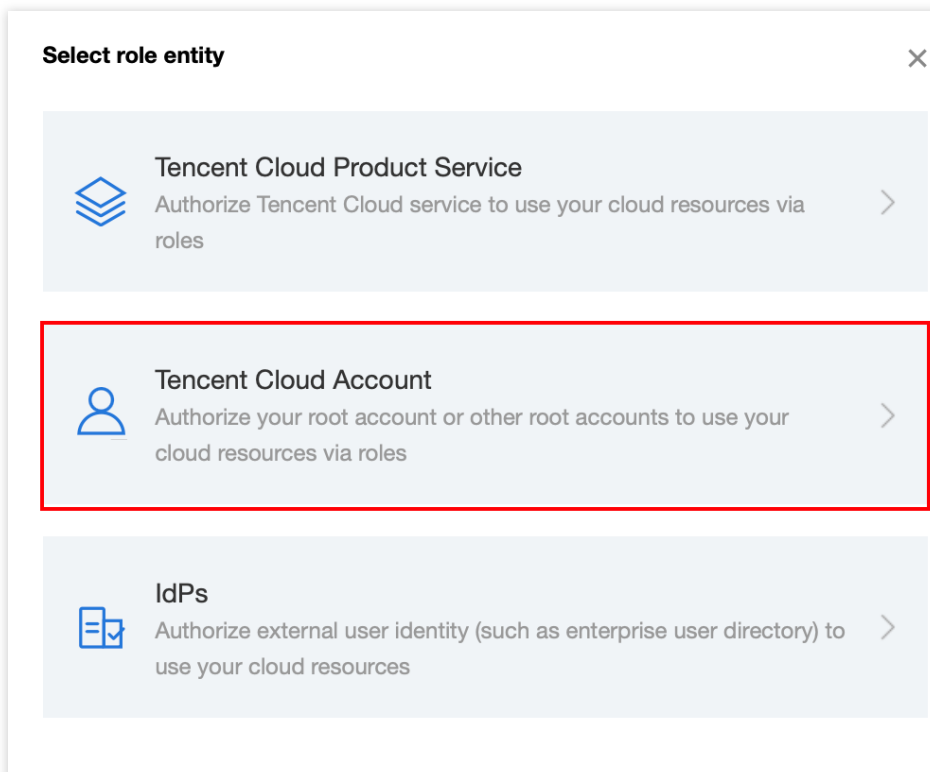 Select role entity
Tencent Cloud Product Service
Authorize Tencent Cloud service to use your cloud resources via
roles
Tencent Cloud Account
Authorize your root account or other root accounts to use your
cloud resources via roles
IdPs
Authorize external user identity (such as enterprise user directory) to
use your cloud resources